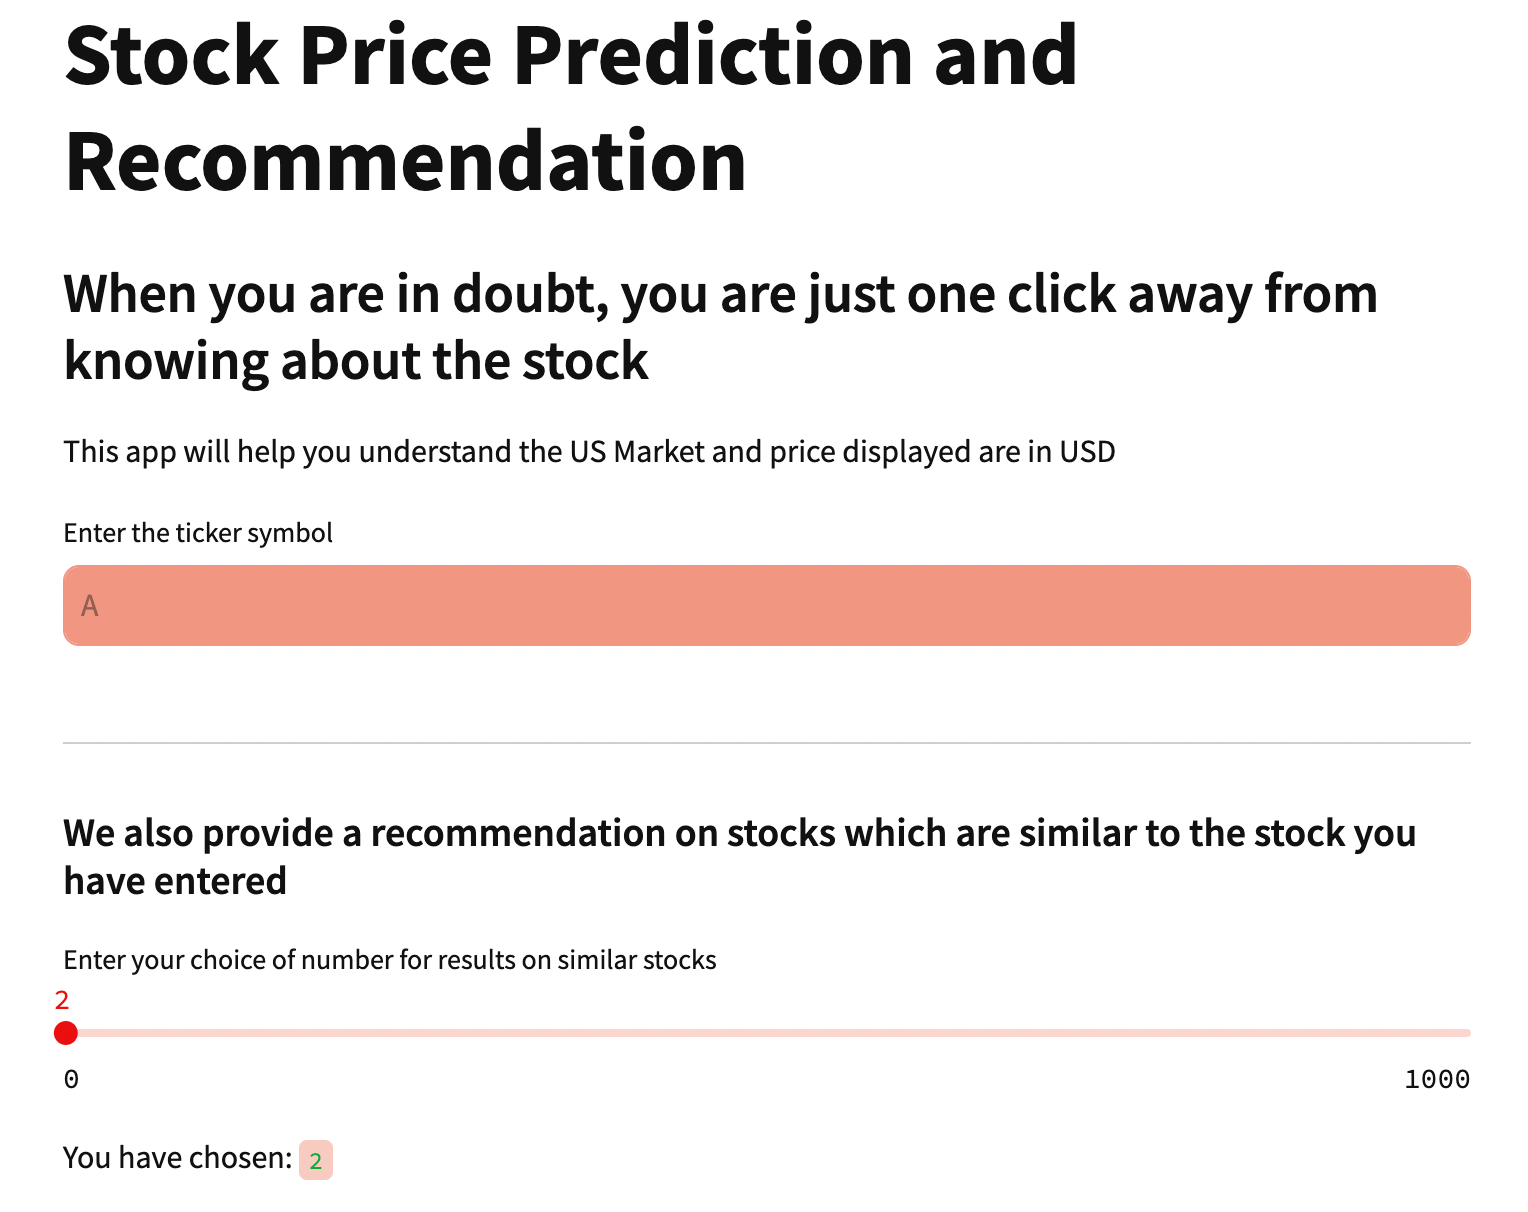 Stock Price Prediction and
Recommendation
When you are in doubt, you are just one click away from
knowing about the stock
This app will help you understand the US Market and price displayed are in USD
Enter the ticker symbol
A
We also provide a recommendation on stocks which are similar to the stock you
have entered
Enter your choice of number for results on similar stocks
2
0 1000
You have chosen: 2